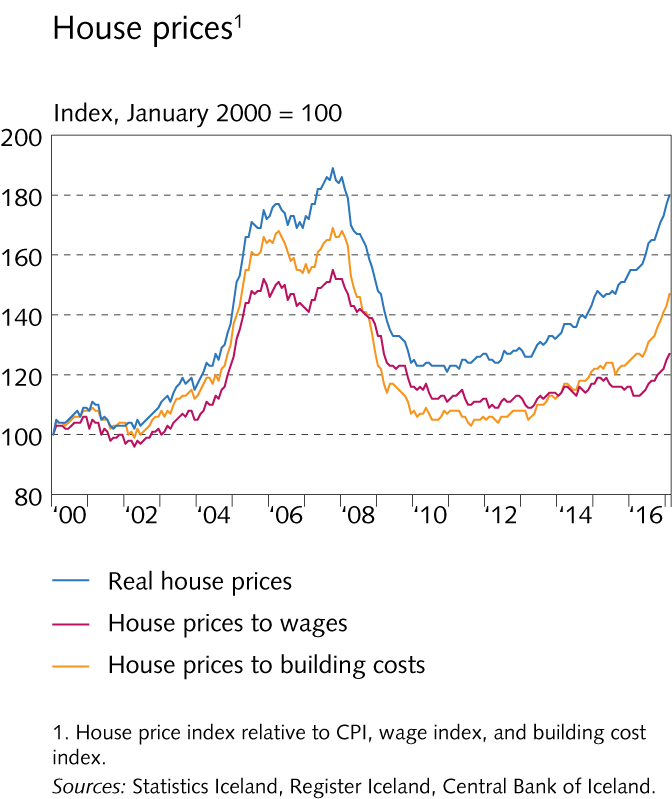 House prices¹
Index, January 2000 = 100
200
180
160
140
120
100
80
'00 '02 '04 '06 '08 '10 '12 '14 '16
Real house prices
House prices to wages
House prices to building costs
1. House price index relative to CPI, wage index, and building cost
index.
Sources: Statistics Iceland, Register Iceland, Central Bank of Iceland.